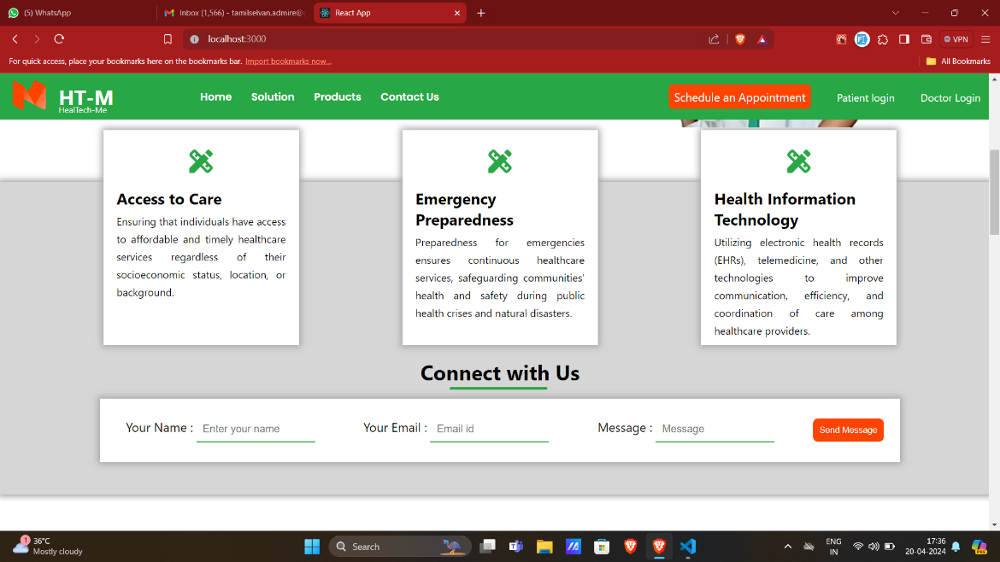 (5) WhatsApp
Inbox (1,566) - tamilselvan.admire@
React App
localhost:3000
VPN
For quick access, place your bookmarks here on the bookmarks bar. Import bookmarks now...
All Bookmarks
HT-M
HealTech-Me
Home
Solution
Products
Contact Us
Schedule an Appointment
Patient login
Doctor Login
Access to Care
Ensuring that individuals have access
to affordable and timely healthcare
services regardless of their
socioeconomic status, location, or
background.
Emergency
Preparedness
Preparedness for emergencies
ensures continuous healthcare
services, safeguarding communities'
health and safety during public
health crises and natural disasters.
Health Information
Technology
Utilizing electronic health records
(EHRs), telemedicine, and other
technologies to improve
communication, efficiency, and
coordination of care among
healthcare providers.
Connect with Us
Your Name : Enter your name
Your Email : Email id
Message : Message
Send Message
1
36°C
Mostly cloudy
Search
ENG
IN
17:36
20-04-2024